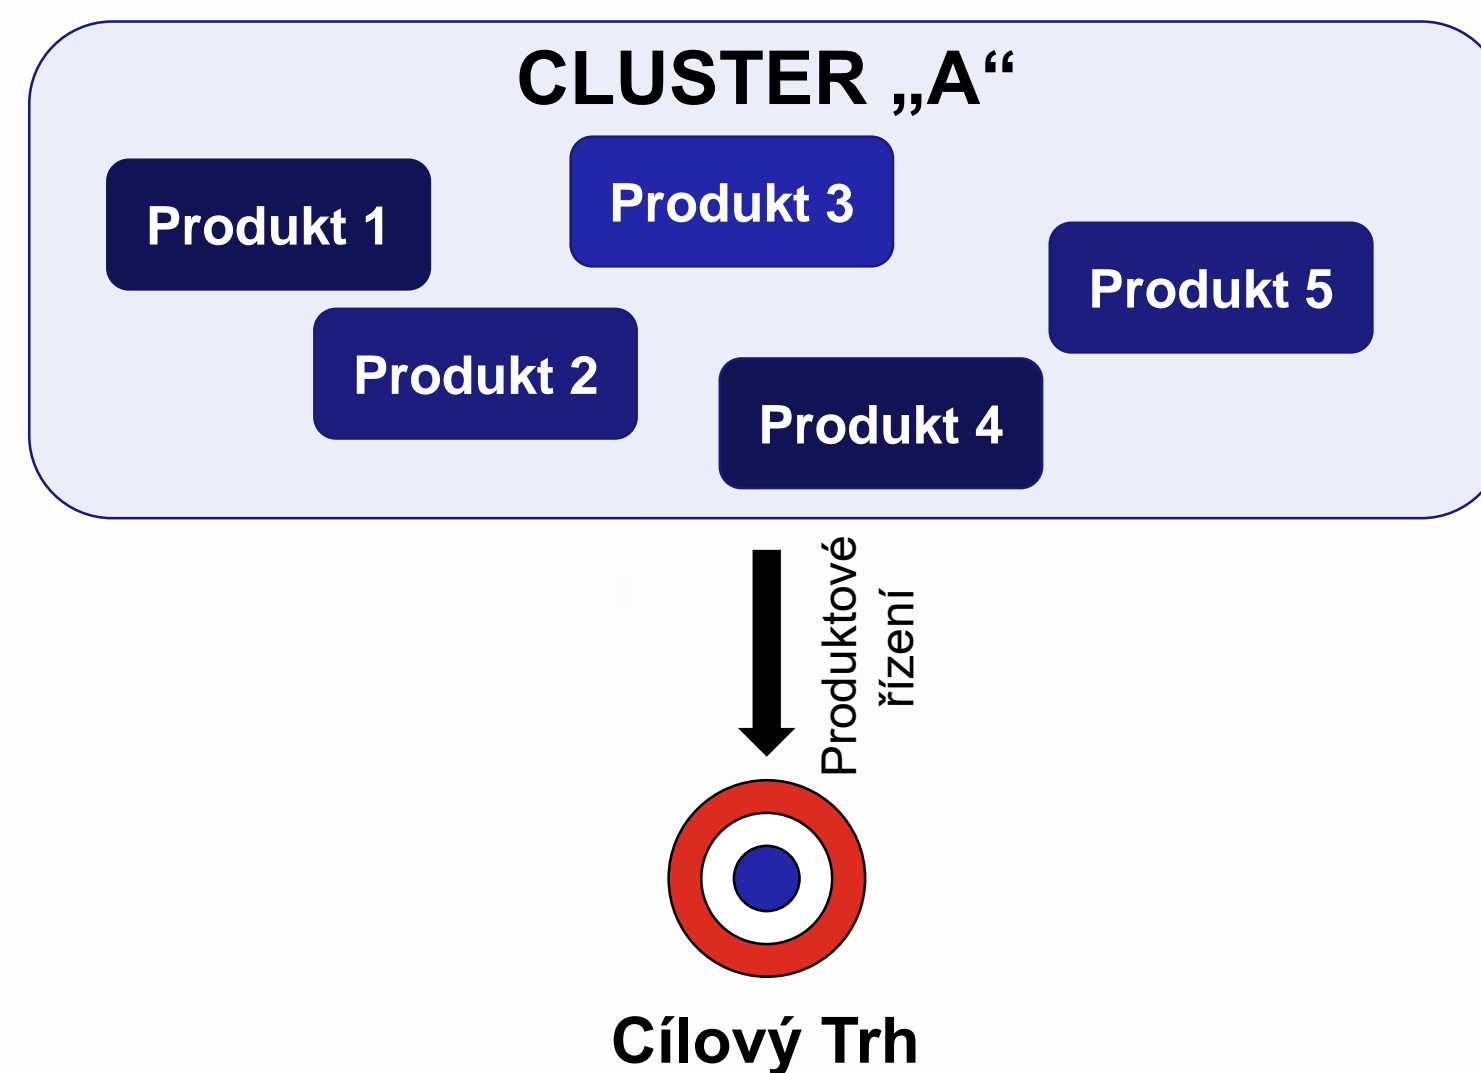 CLUSTER „A“
Produkt 1
Produkt 3
Produkt 5
Produkt 2
Produkt 4
Produktové
řízení
Cílový Trh